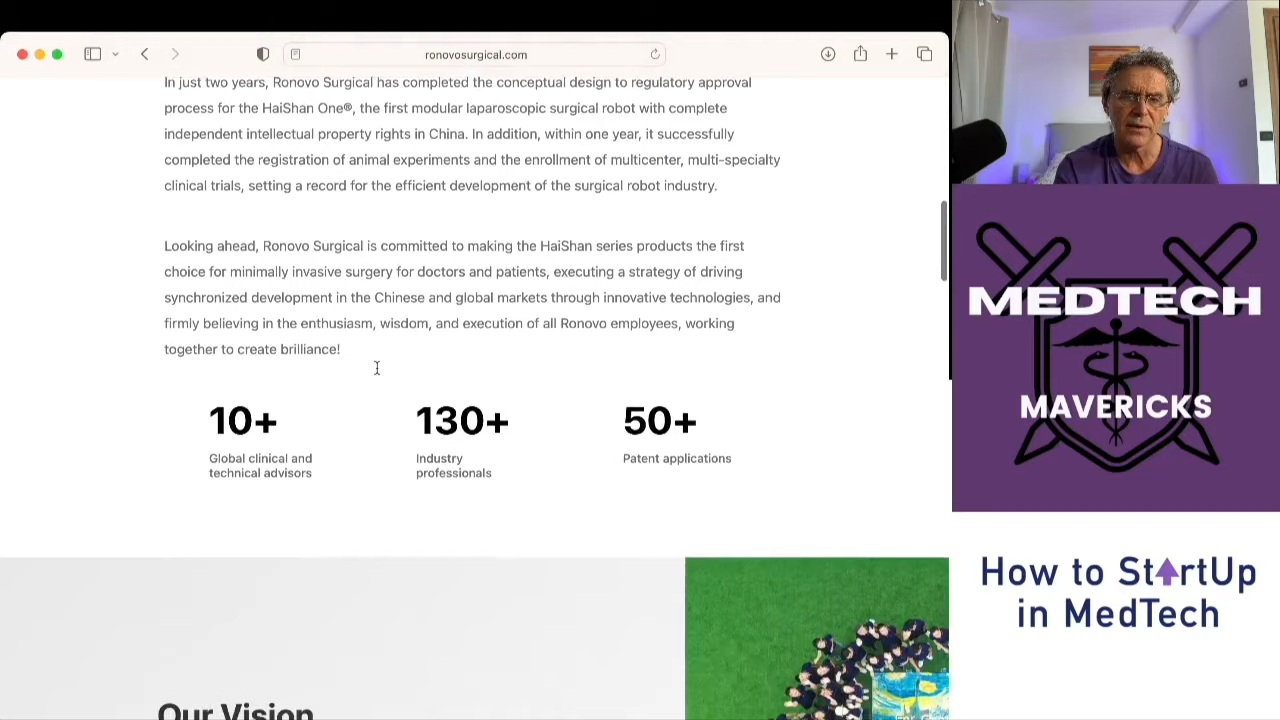 ronovosurgical.com
In just two years, Ronovo Surgical has completed the conceptual design to regulatory approval
process for the HaiShan One®, the first modular laparoscopic surgical robot with complete
independent intellectual property rights in China. In addition, within one year, it successfully
completed the registration of animal experiments and the enrollment of multicenter, multi-specialty
clinical trials, setting a record for the efficient development of the surgical robot industry.
Looking ahead, Ronovo Surgical is committed to making the HaiShan series products the first
choice for minimally invasive surgery for doctors and patients, executing a strategy of driving
synchronized development in the Chinese and global markets through innovative technologies, and
firmly believing in the enthusiasm, wisdom, and execution of all Ronovo employees, working
together to create brilliance!
10+
Global clinical and
technical advisors
130+
Industry
professionals
50+
Patent applications
Our Vision
MEDTECH
MAVERICKS
How to StartUp
in MedTech